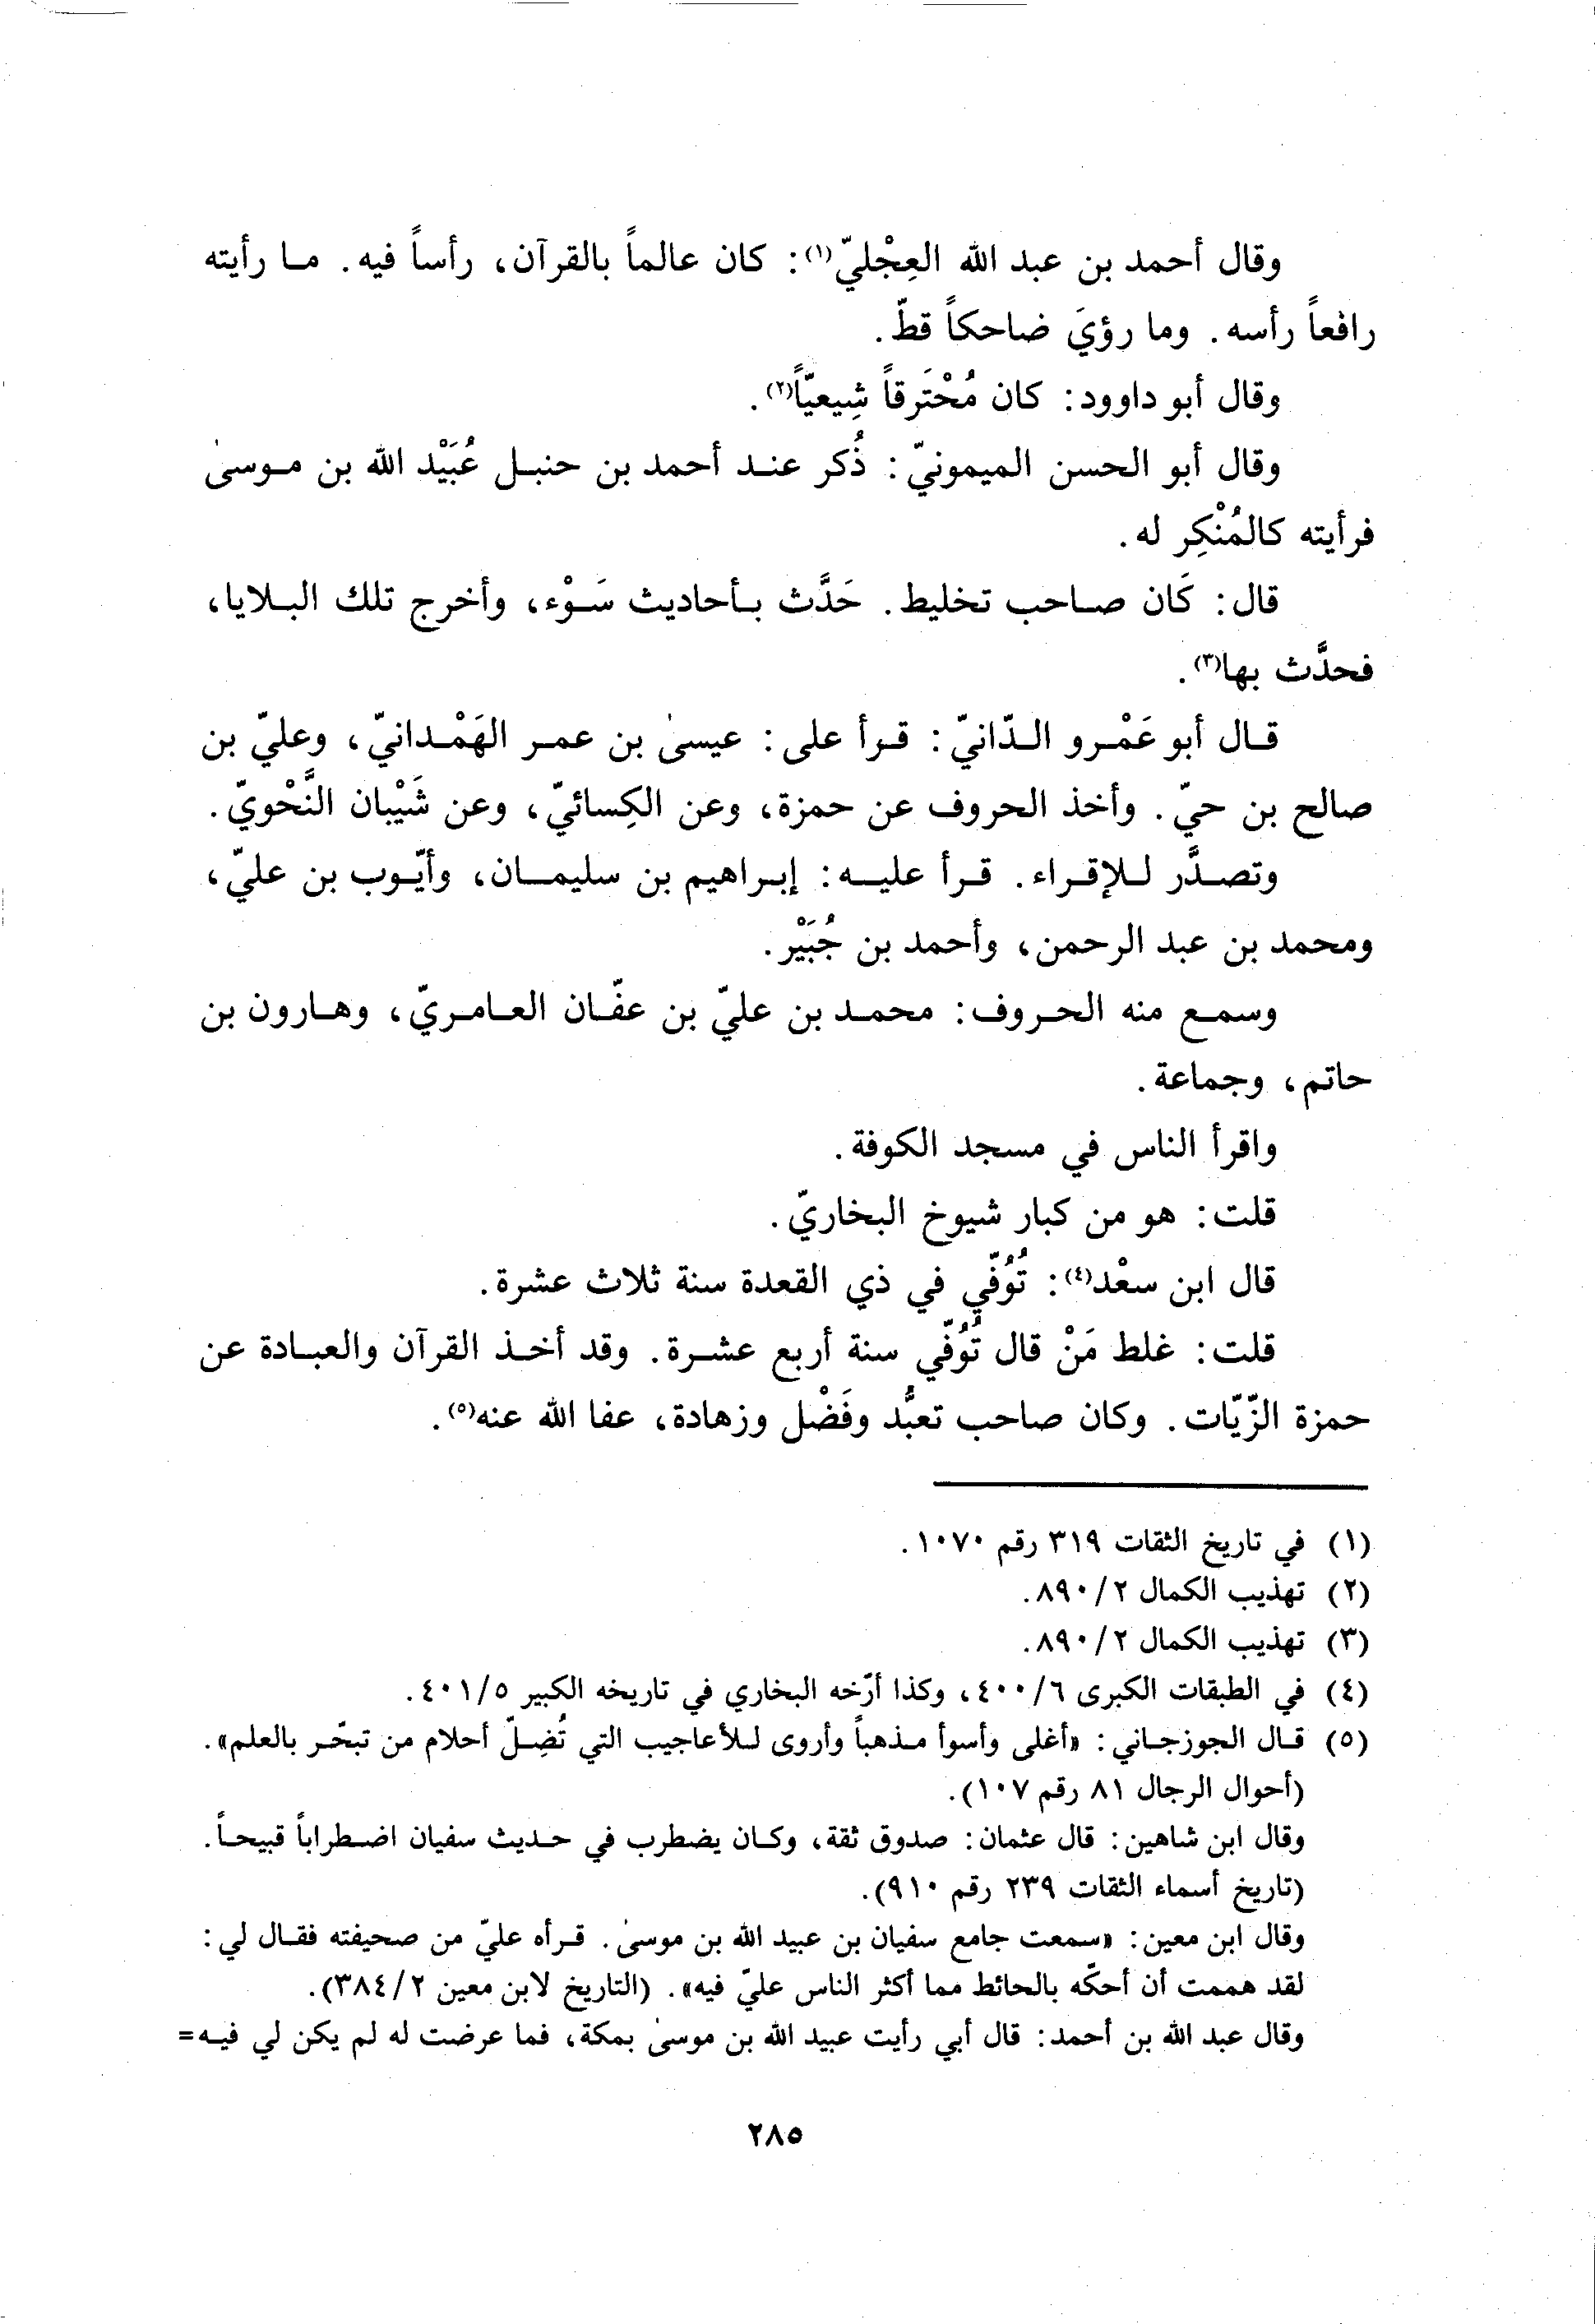 وقال أحمد بن عبد الله العِجْليّ(١): كان عالماً بالقرآن، رأساً فيه. ما رأيته
رافعاً رأسه. وما رؤيَ ضاحكاً قطّ.
وقال أبو داوود: كان مُحْتَرقاً شِيعيّاً(٢).
وقال أبو الحسن الميمونيّ: ذُكر عند أحمد بن حنبل عُبَيْد الله بن موسىٰ
فرأيته كالمُنْكِر له.
قال: كَان صاحب تخليط. حَدَّث بأحاديث سَوْء، وأخرج تلك البلايا،
فحدَّث بها(٣).
قال أبو عَمْرو الدّانيّ: قرأ على: عيسىٰ بن عمر الهَمْدانيّ، وعليّ بن
صالح بن حيّ. وأخذ الحروف عن حمزة، وعن الكِسائيّ، وعن شَيْبان النَّحْويّ.
وتصدَّر للإقراء. قرأ عليه: إبراهيم بن سليمان، وأيّوب بن عليّ،
ومحمد بن عبد الرحمن، وأحمد بن جُبَيْر.
وسمع منه الحروف: محمد بن عليّ بن عفّان العامريّ، وهارون بن
حاتم، وجماعة.
واقرأ الناس في مسجد الكوفة.
قلت: هو من كبار شيوخ البخاريّ.
قال ابن سعْد(٤): تُوُفّي في ذي القعدة سنة ثلاث عشرة.
قلت: غلط مَنْ قال تُوُفّي سنة أربع عشرة. وقد أخذ القرآن والعبادة عن
حمزة الزّيّات. وكان صاحب تعبُّد وفَضْل وزهادة، عفا الله عنه(٥).
(١) في تاريخ الثقات ٣١٩ رقم ١٠٧٠.
(٢) تهذيب الكمال ٨٩٠/٢.
(٣) تهذيب الكمال ٨٩٠/٢.
(٤) في الطبقات الكبرى ٤٠٠/٦، وكذا أرّخه البخاري في تاريخه الكبير ٤٠١/٥.
(٥) قال الجوزجاني: «أغلى وأسوأ مذهباً وأروى للأعاجيب التي تُضِلّ أحلام من تبحّر بالعلم».
(أحوال الرجال ٨١ رقم ١٠٧).
وقال ابن شاهين: قال عثمان: صدوق ثقة، وكان يضطرب في حديث سفيان اضطراباً قبيحاً.
(تاريخ أسماء الثقات ٢٣٩ رقم ٩١٠).
وقال ابن معين: «سمعت جامع سفيان بن عبيد الله بن موسىٰ. قرأه عليّ من صحيفته فقال لي:
لقد هممت أن أحكّه بالحائط مما أكثر الناس عليّ فيه». (التاريخ لابن معين ٣٨٤/٢).
وقال عبد الله بن أحمد: قال أبي رأيت عبيد الله بن موسىٰ بمكة، فما عرضت له لم يكن لي فيه=
٢٨٥